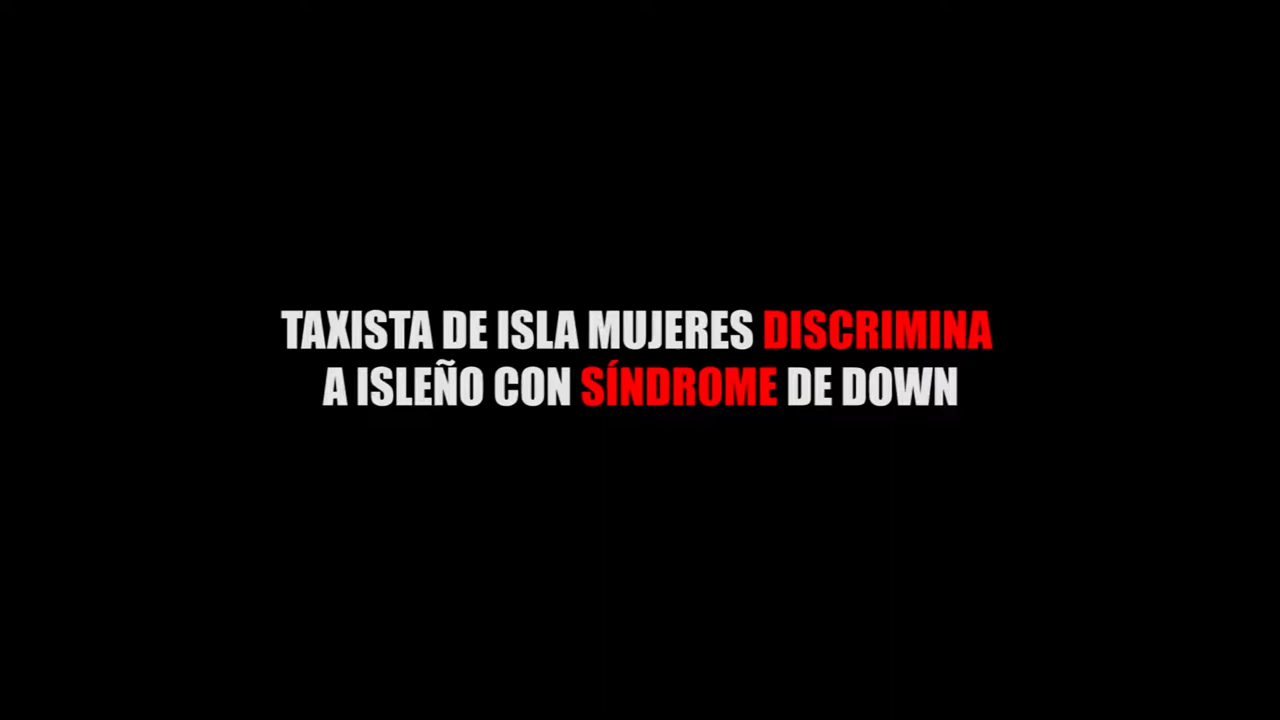 TAXISTA DE ISLA MUJERES DISCRIMINA
A ISLEÑO CON SÍNDROME DE DOWN